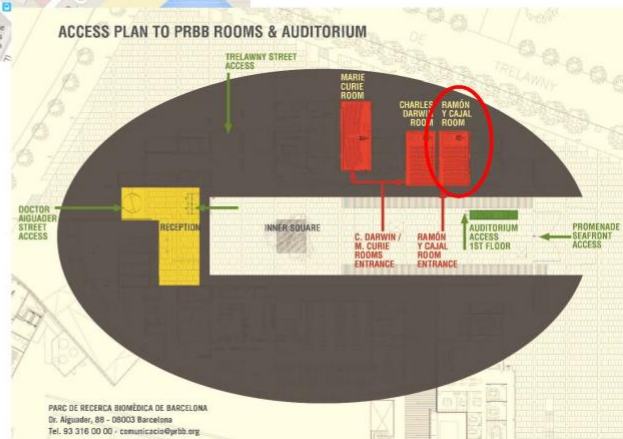 ACCESS PLAN TO PRBB ROOMS & AUDITORIUM
TRELAWNY STREET
ACCESS
DE
TRELAWNY
MARIE
CURIE
ROOM
CHARLES
DARWIN
ROOM
RAMÓN
Y CAJAL
ROOM
DOCTOR
AIGUADER
STREET
ACCESS
RECEPTION
INNER SQUARE
C. DARWIN /
M. CURIE
ROOMS
ENTRANCE
RAMÓN
Y CAJAL
ROOM
ENTRANCE
AUDITORIUM
ACCESS
1ST FLOOR
PROMENADE
SEAFRONT
ACCESS
PARC DE RECERCA BIOMÈDICA DE BARCELONA
Dr. Aiguader, 88 - 08003 Barcelona
Tel. 93 316 00 00 - comunicacio@prbb.org